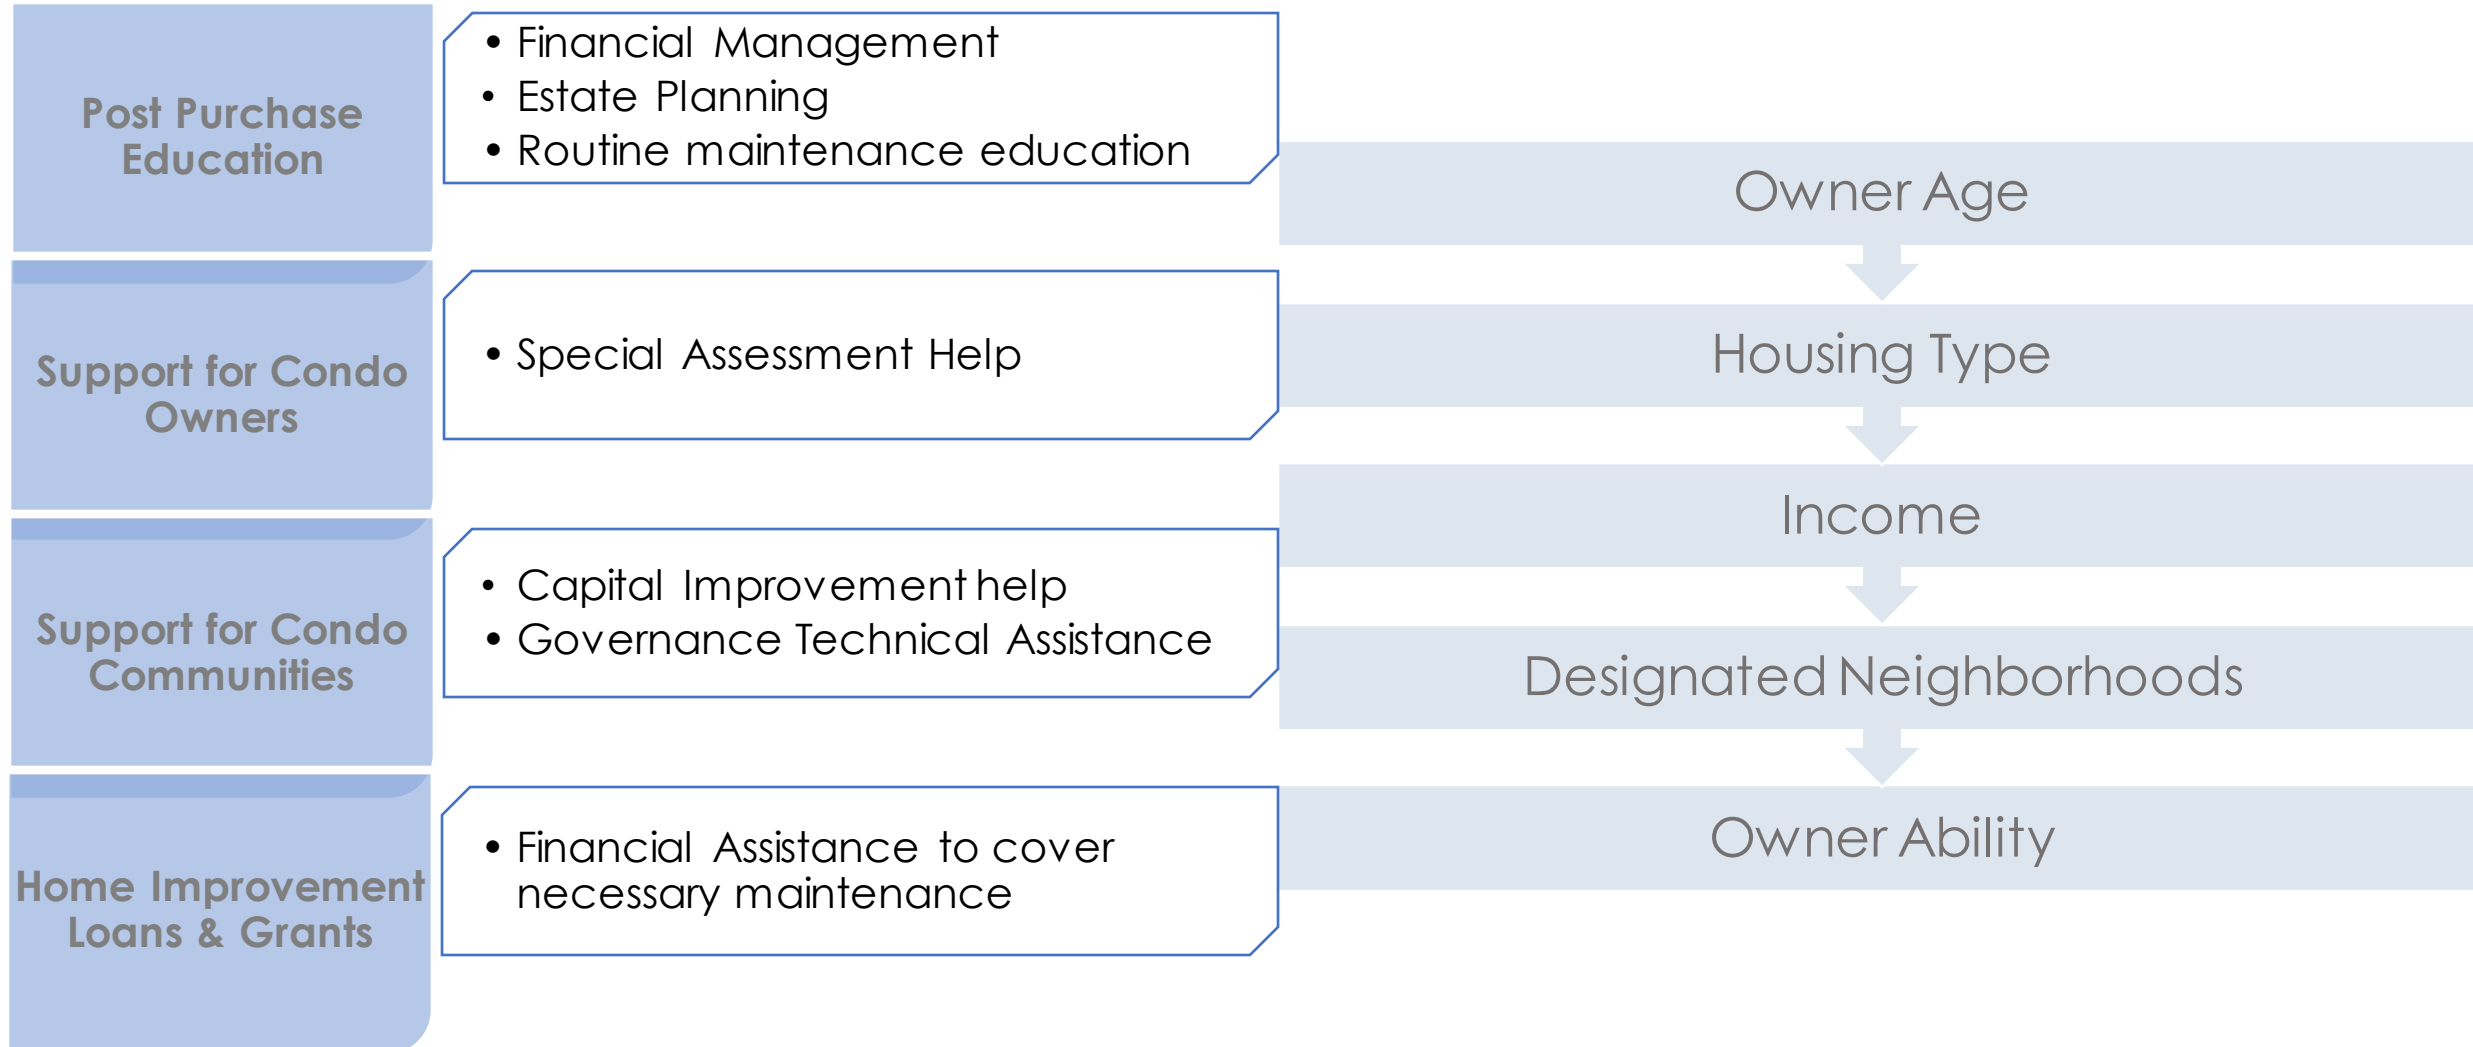 Post Purchase
Education
• Financial Management
• Estate Planning
• Routine maintenance education
Support for Condo
Owners
• Special Assessment Help
Support for Condo
Communities
• Capital Improvement help
• Governance Technical Assistance
Home Improvement
Loans & Grants
• Financial Assistance to cover
necessary maintenance
Owner Age
Housing Type
Income
Designated Neighborhoods
Owner Ability